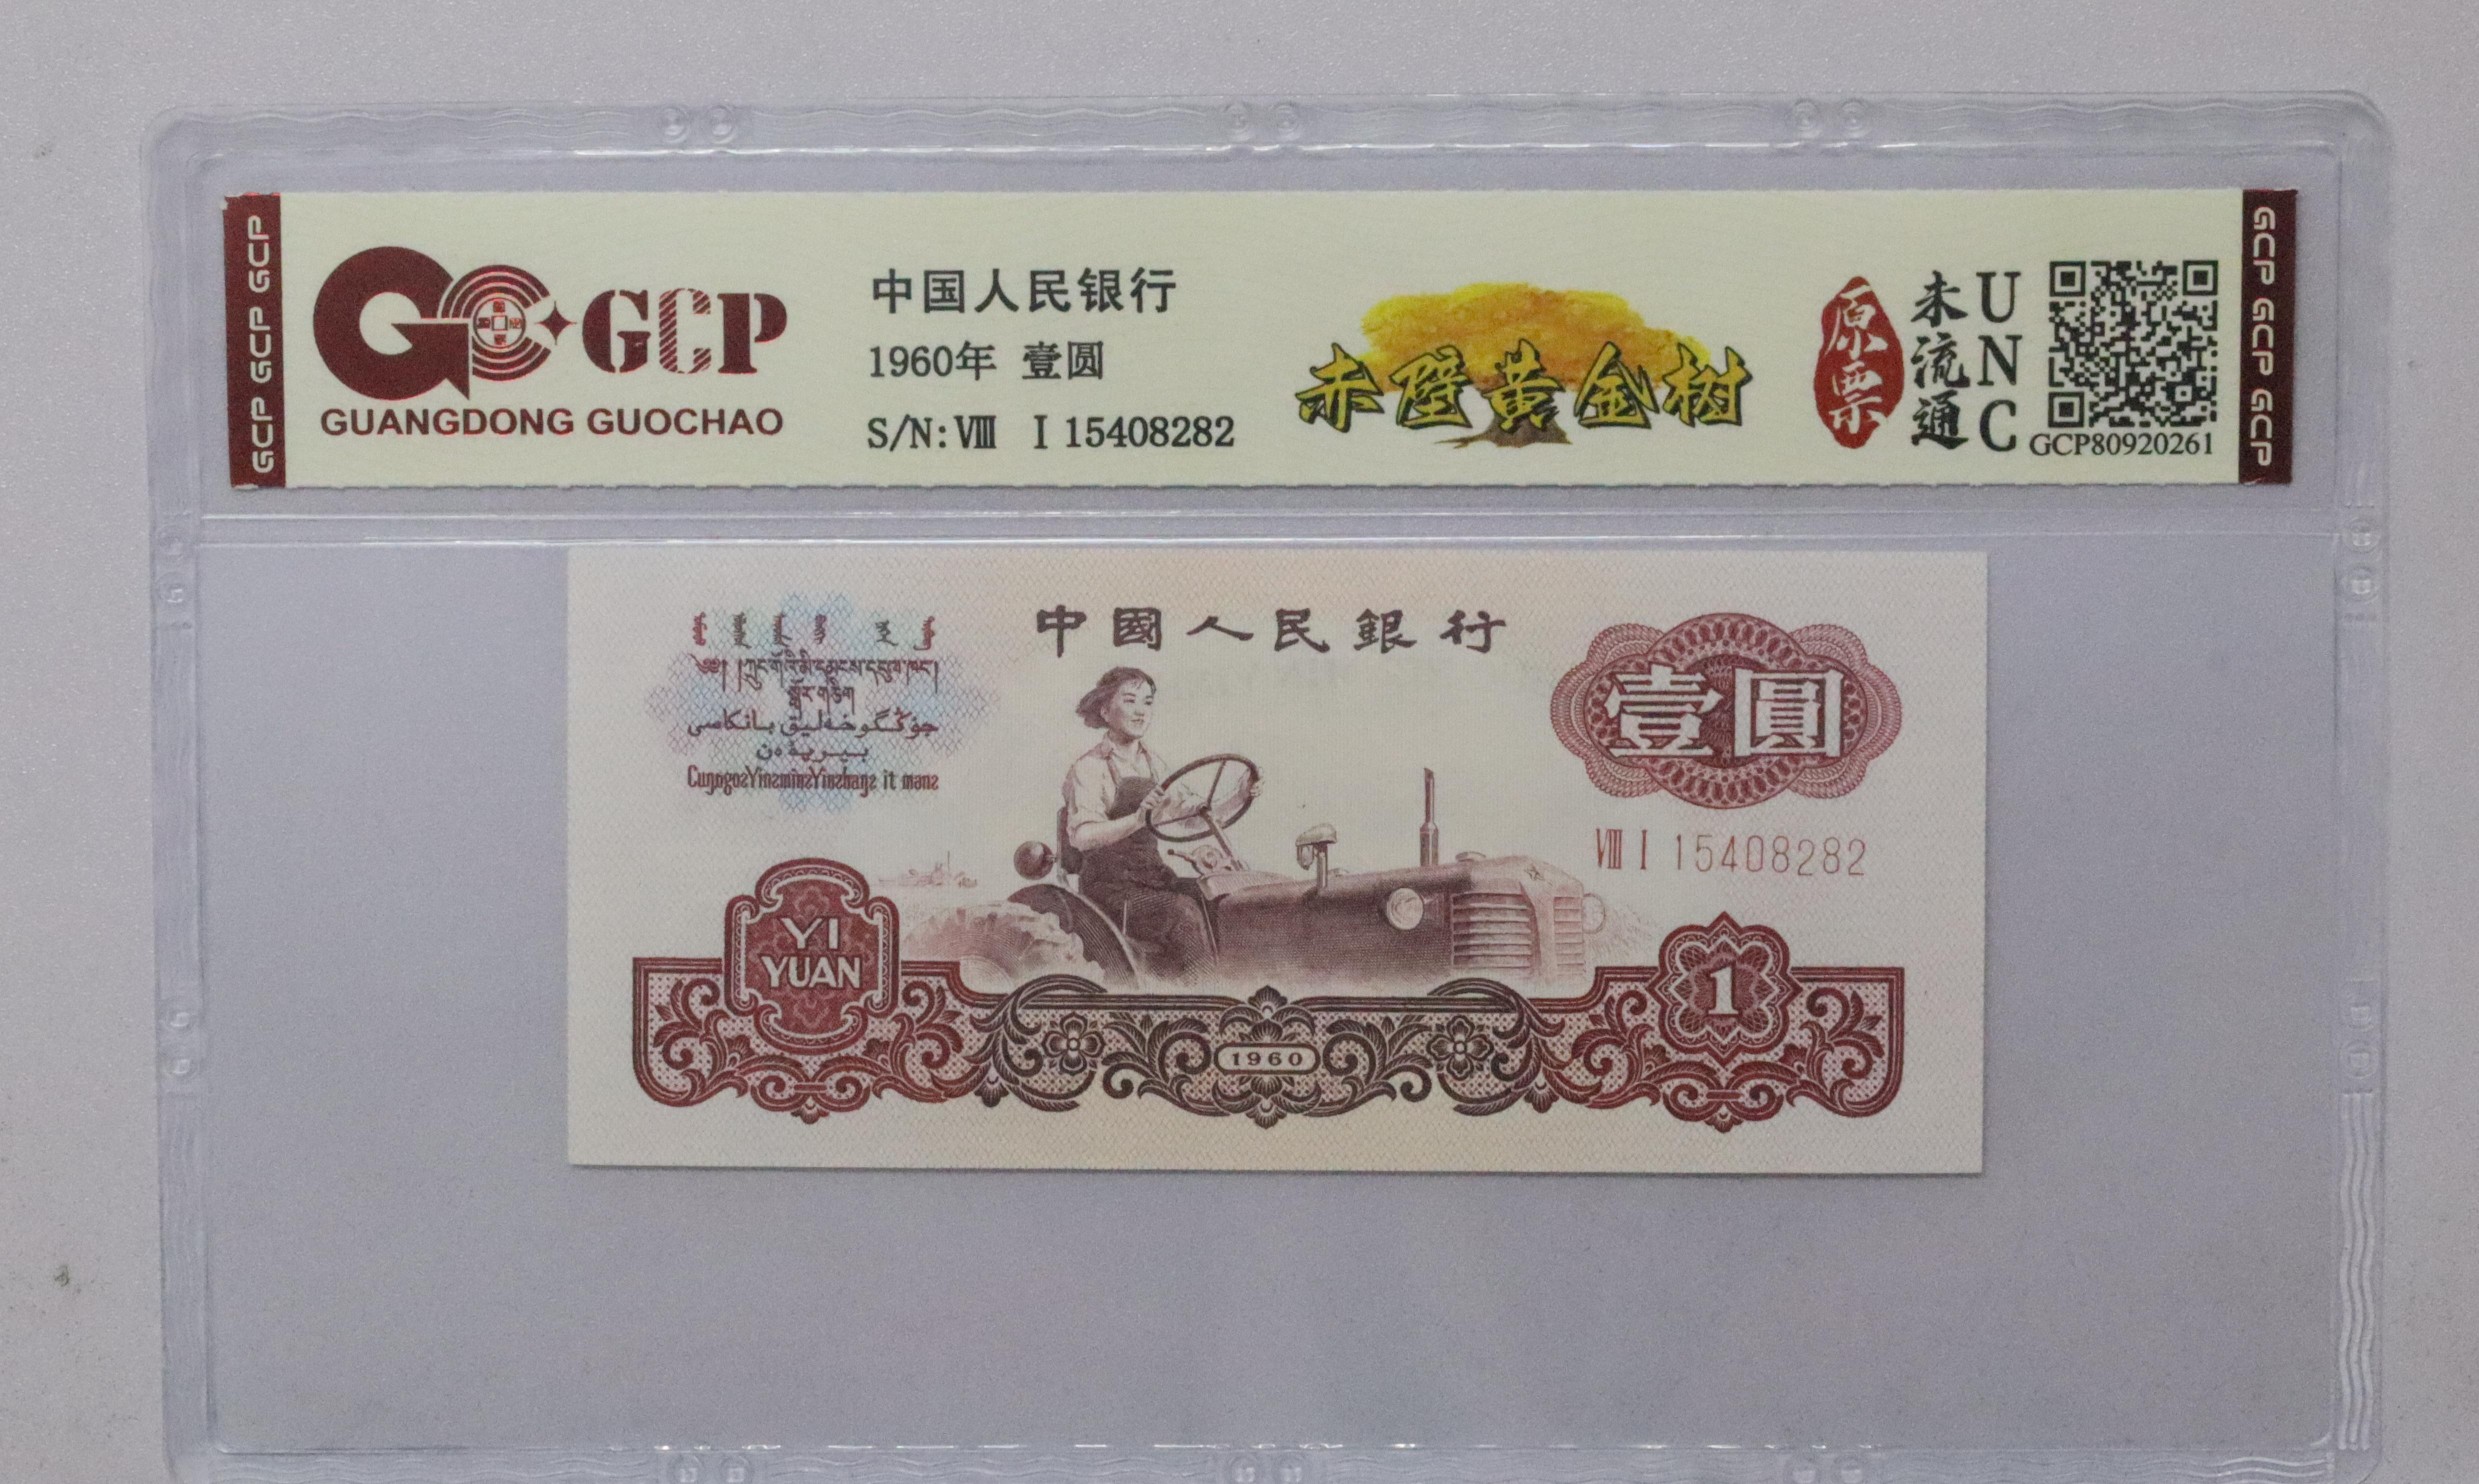 GCP GCP GCP
GCP
GUANGDONG GUOCHAO
中国人民银行
1960年 壹圆
S/N: Ⅷ Ⅰ 15408282
赤壁黄金树
原票
未流通
UNC
GCP80920261
GCP GCP GCP
中國人民銀行
壹圓
Ⅷ Ⅰ 15408282
YI
YUAN
1960
1